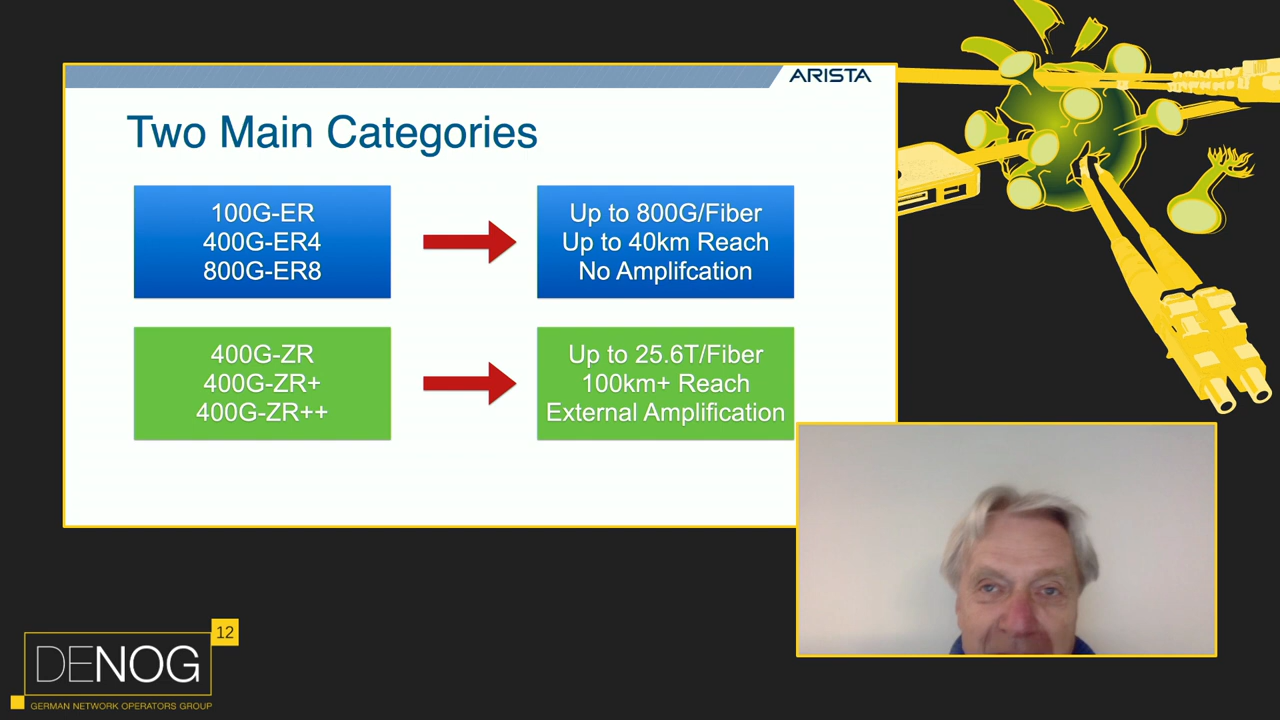 ARISTA
Two Main Categories
100G-ER
400G-ER4
800G-ER8
Up to 800G/Fiber
Up to 40km Reach
No Amplifcation
400G-ZR
400G-ZR+
400G-ZR++
Up to 25.6T/Fiber
100km+ Reach
External Amplification
12
DENOG
GERMAN NETWORK OPERATORS GROUP